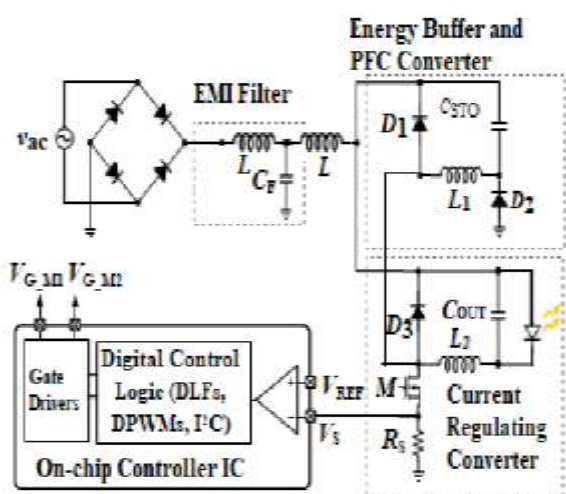 Energy Buffer and
PFC Converter
EMI Filter
CSTO
D1
vac
L
CF
L
L1
D2
VG_M1
VG_M2
COUT
D3
L2
Digital Control
Logic (DLFs,
DPWMs, I²C)
Gate
Drivers
VREF
M
Current
Regulating
Converter
VS
RS
On-chip Controller IC